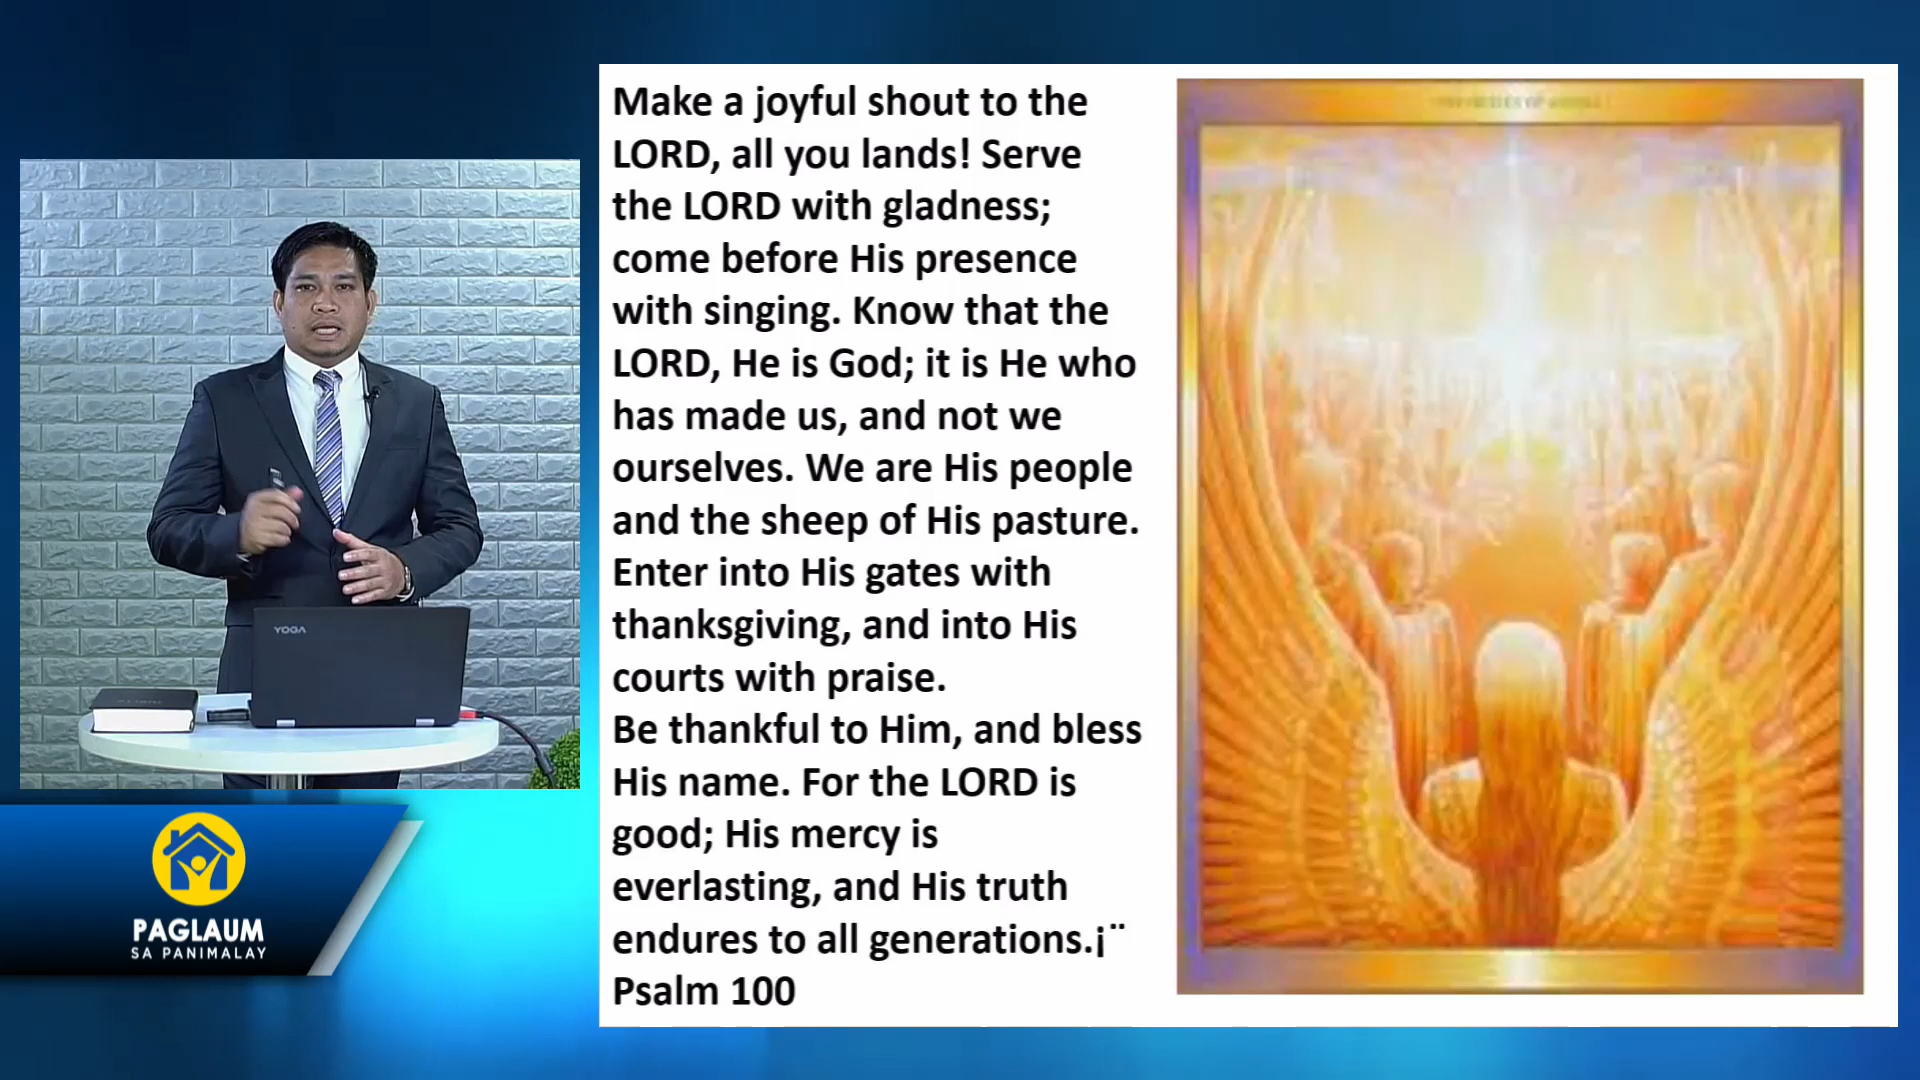 Make a joyful shout to the
LORD, all you lands! Serve
the LORD with gladness;
come before His presence
with singing. Know that the
LORD, He is God; it is He who
has made us, and not we
ourselves. We are His people
and the sheep of His pasture.
Enter into His gates with
thanksgiving, and into His
courts with praise.
Be thankful to Him, and bless
His name. For the LORD is
good; His mercy is
everlasting, and His truth
endures to all generations.¡¨
Psalm 100
YOGA
PAGLAUM
SA PANIMALAY